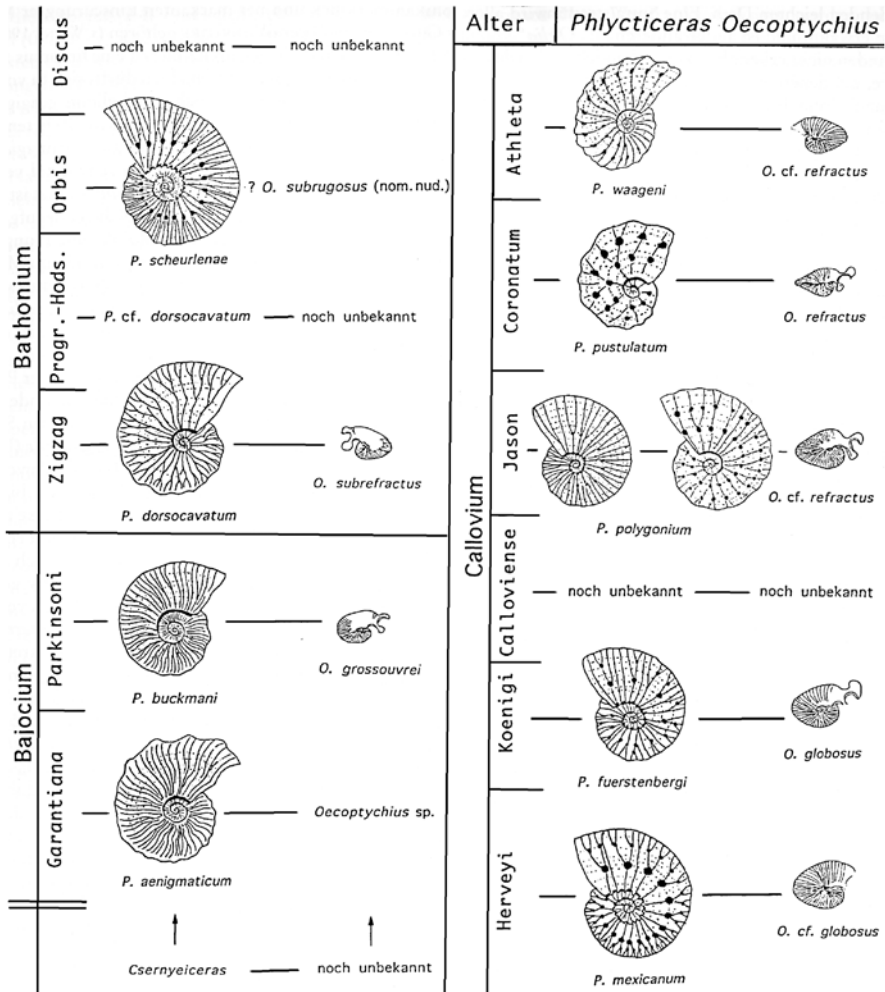 Bathonium
Discus
noch unbekannt — noch unbekannt
Orbis
? O. subrugosus (nom.nud.)
P. scheurlenae
Progr.-Hods.
P. cf. dorsocavatum — noch unbekannt
Zigzag
O. subrefractus
P. dorsocavatum
Bajocium
Parkinsoni
O. grossouvrei
P. buckmani
Garantiana
Oecoptychius sp.
P. aenigmaticum
Csernyeiceras — noch unbekannt
Alter Phlycticeras Oecoptychius
Callovium
Athleta
O. cf. refractus
P. waageni
Coronatum
O. refractus
P. pustulatum
Jason
O. cf. refractus
P. polygonium
Calloviense
noch unbekannt — noch unbekannt
Koenigi
O. globosus
P. fuerstenbergi
Herveyi
O. cf. globosus
P. mexicanum